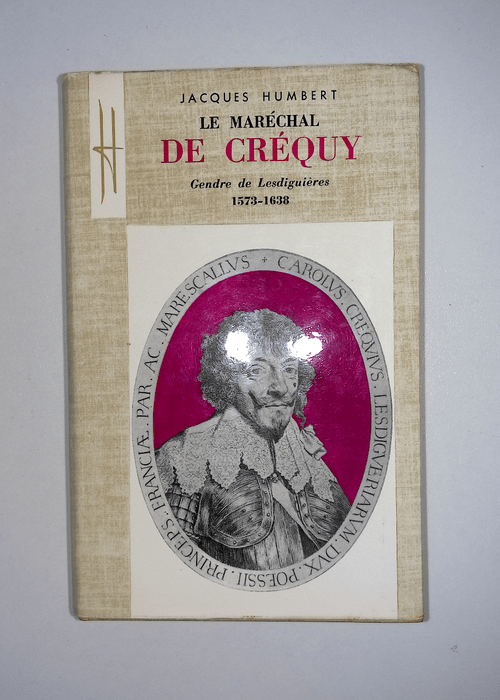 JACQUES HUMBERT
LE MARÉCHAL
DE CRÉQUY
Gendre de Lesdiguières
1573-1638
+ CAROLVS. CREQVIVS. LESDIGVERIARVM. DVX. POESSII. PRINCEPS. FRANCIÆ. PAR. AC. MARESCALLVS
H